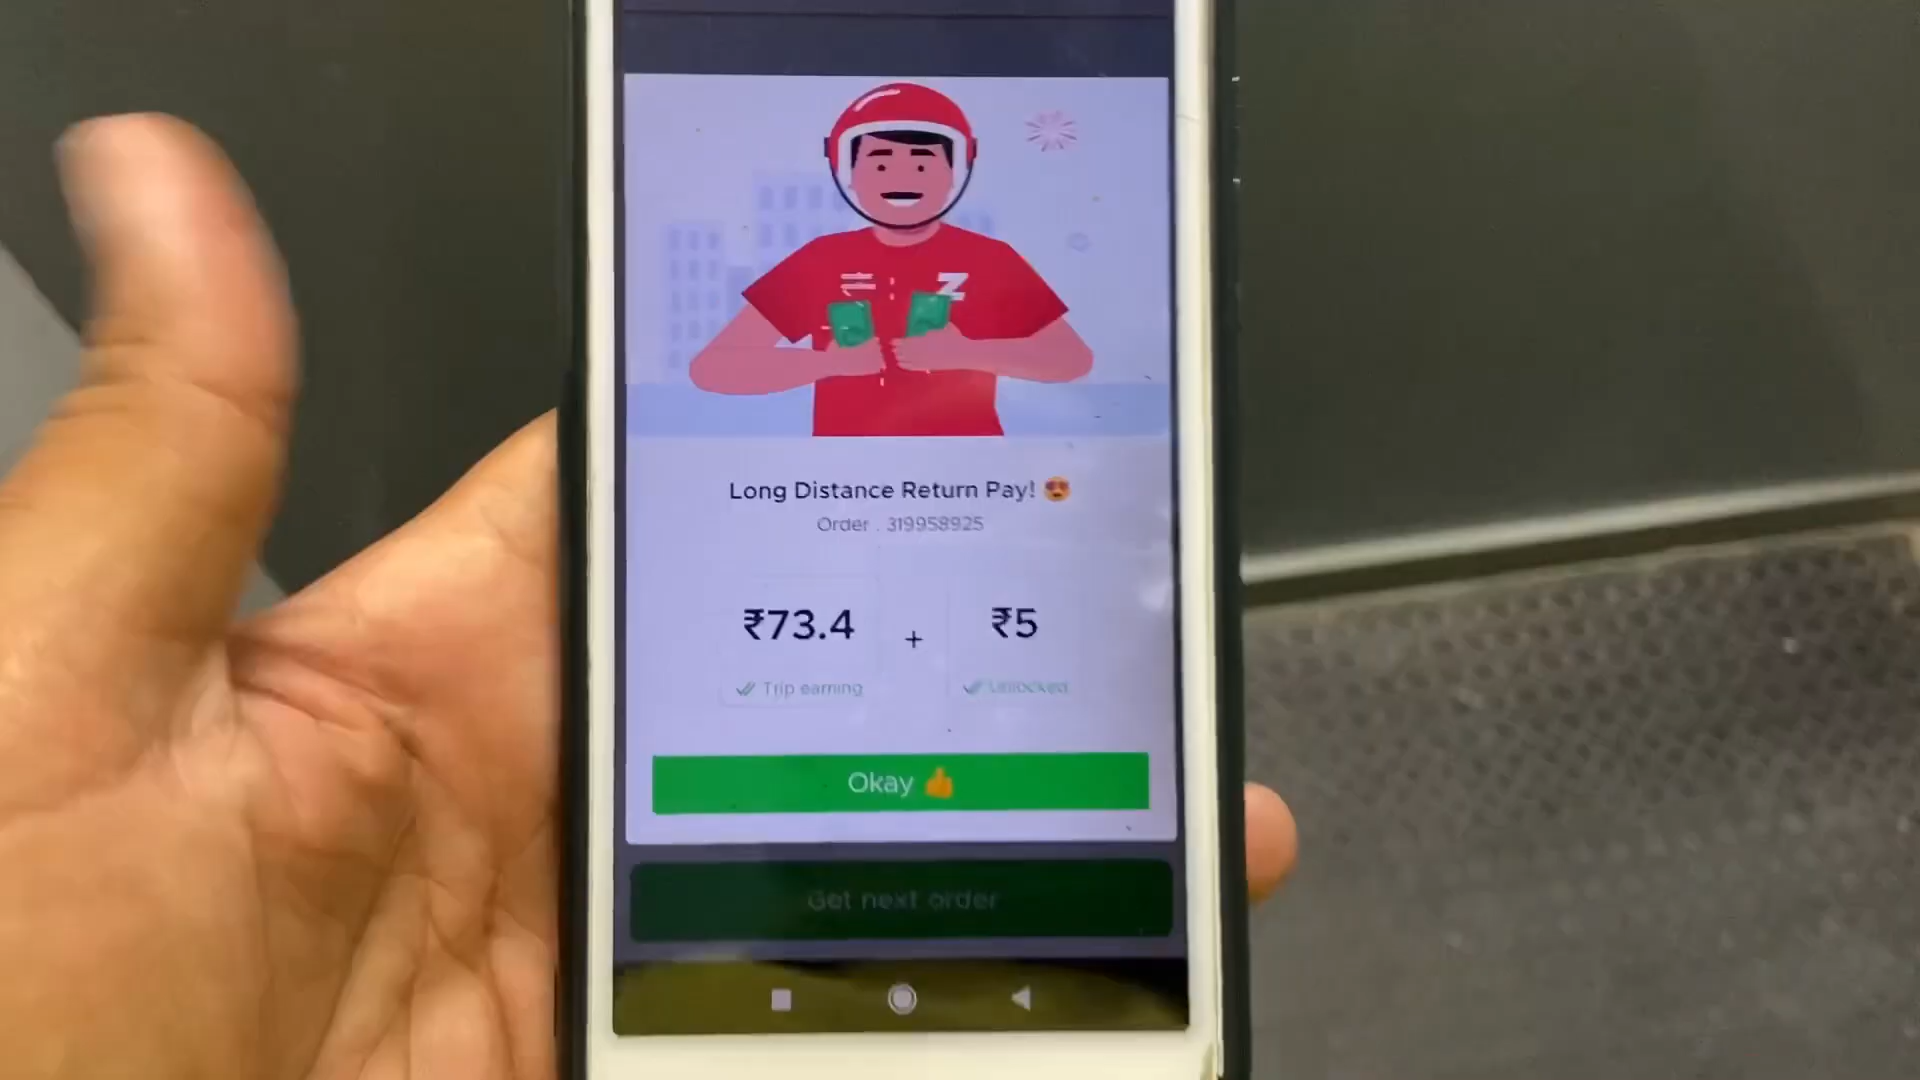 Z
Long Distance Return Pay! 😍
Order . 319958925
₹73.4 + ₹5
Trip earning Unlocked
Okay 👍
Get next order